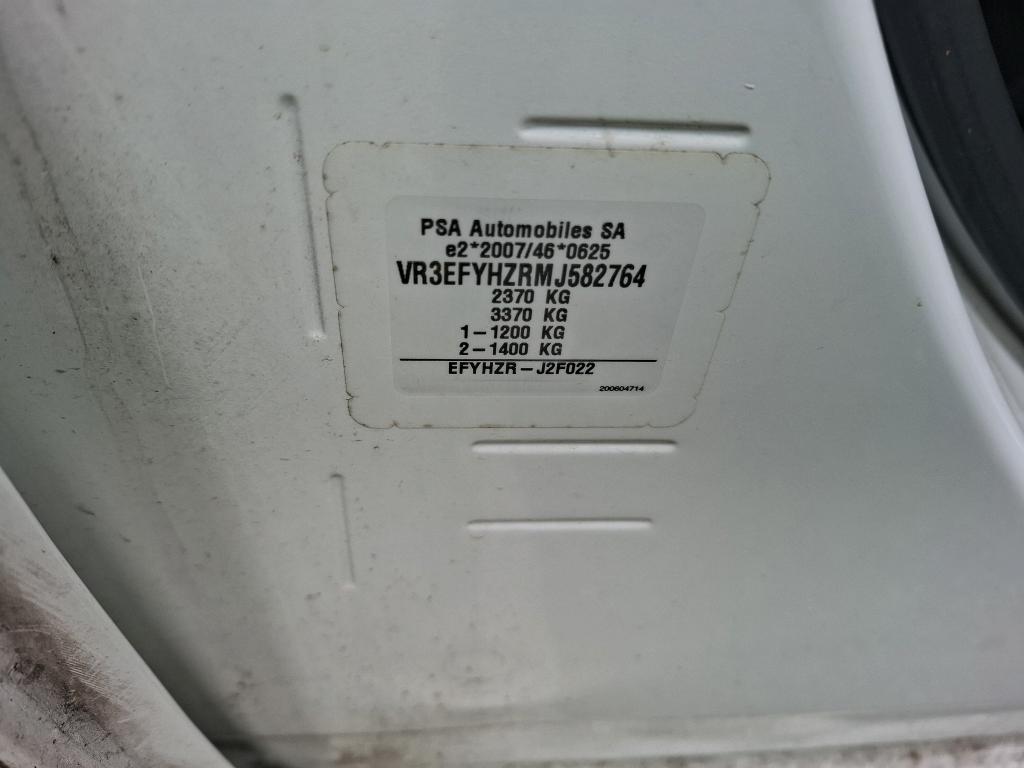 PSA Automobiles SA
e2*2007/46*0625
VR3EFYHZRMJ582764
2370 KG
3370 KG
1-1200 KG
2-1400 KG
EFYHZR-J2F022
200604714